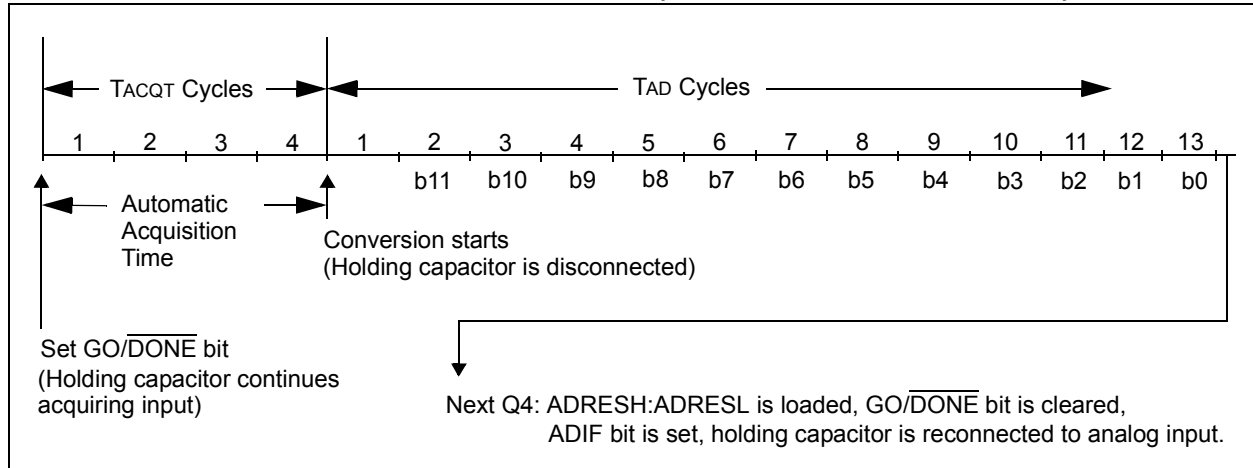 TACQT Cycles TAD Cycles
1 2 3 4 1 2 3 4 5 6 7 8 9 10 11 12 13
b11 b10 b9 b8 b7 b6 b5 b4 b3 b2 b1 b0
Automatic
Acquisition
Time
Conversion starts
(Holding capacitor is disconnected)
Set GO/DONE bit
(Holding capacitor continues
acquiring input)
Next Q4: ADRESH:ADRESL is loaded, GO/DONE bit is cleared,
ADIF bit is set, holding capacitor is reconnected to analog input.